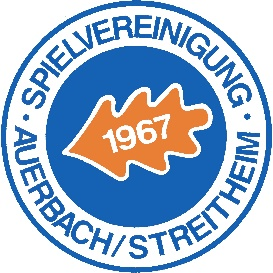 · SPIELVEREINIGUNG ·
AUERBACH/STREITHEIM
1967